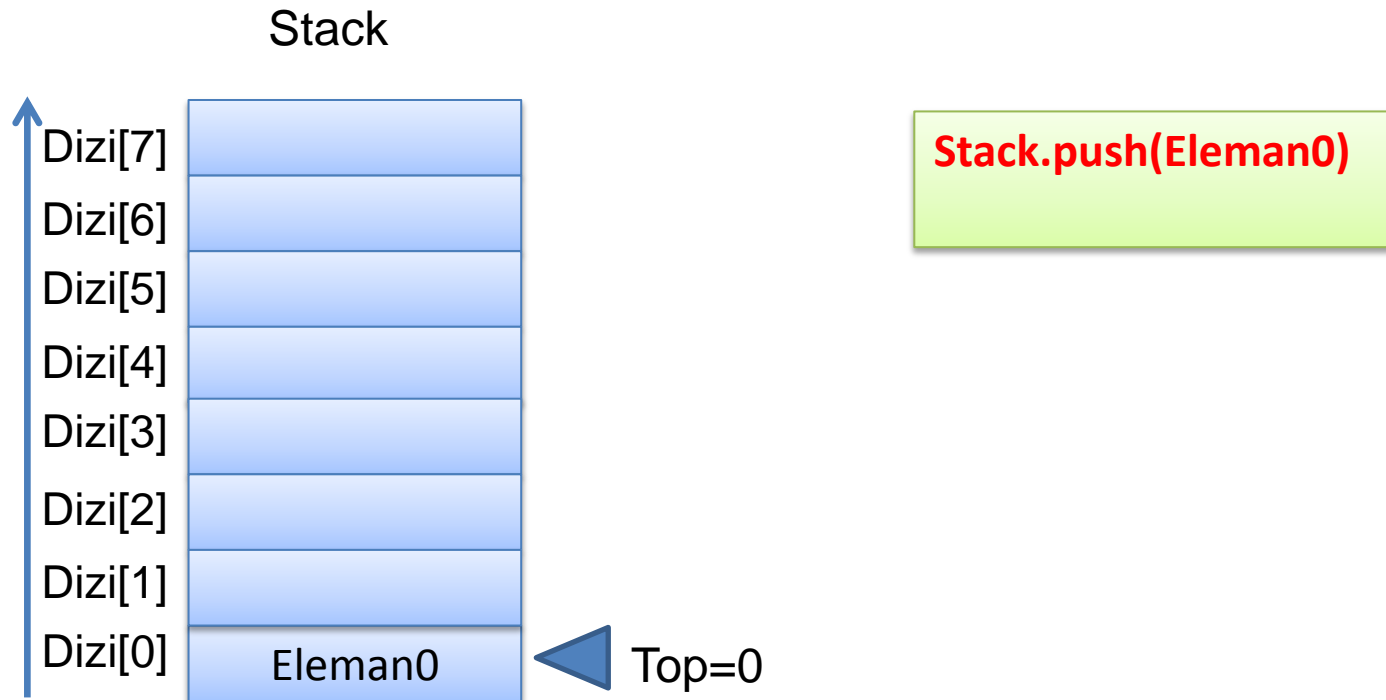 Stack
Dizi[7]
Stack.push(Eleman0)
Dizi[6]
Dizi[5]
Dizi[4]
Dizi[3]
Dizi[2]
Dizi[1]
Dizi[0]
Eleman0
Top=0